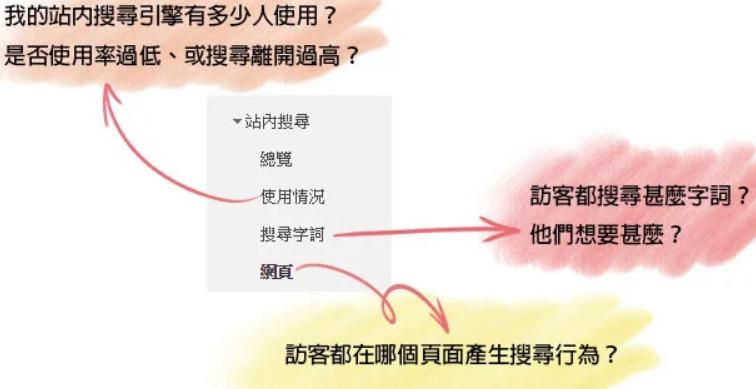 我的站內搜尋引擎有多少人使用？
是否使用率過低、或搜尋離開過高？
站內搜尋
總覽
使用情況
搜尋字詞
網頁
訪客都搜尋甚麼字詞？
他們想要甚麼？
訪客都在哪個頁面產生搜尋行為？